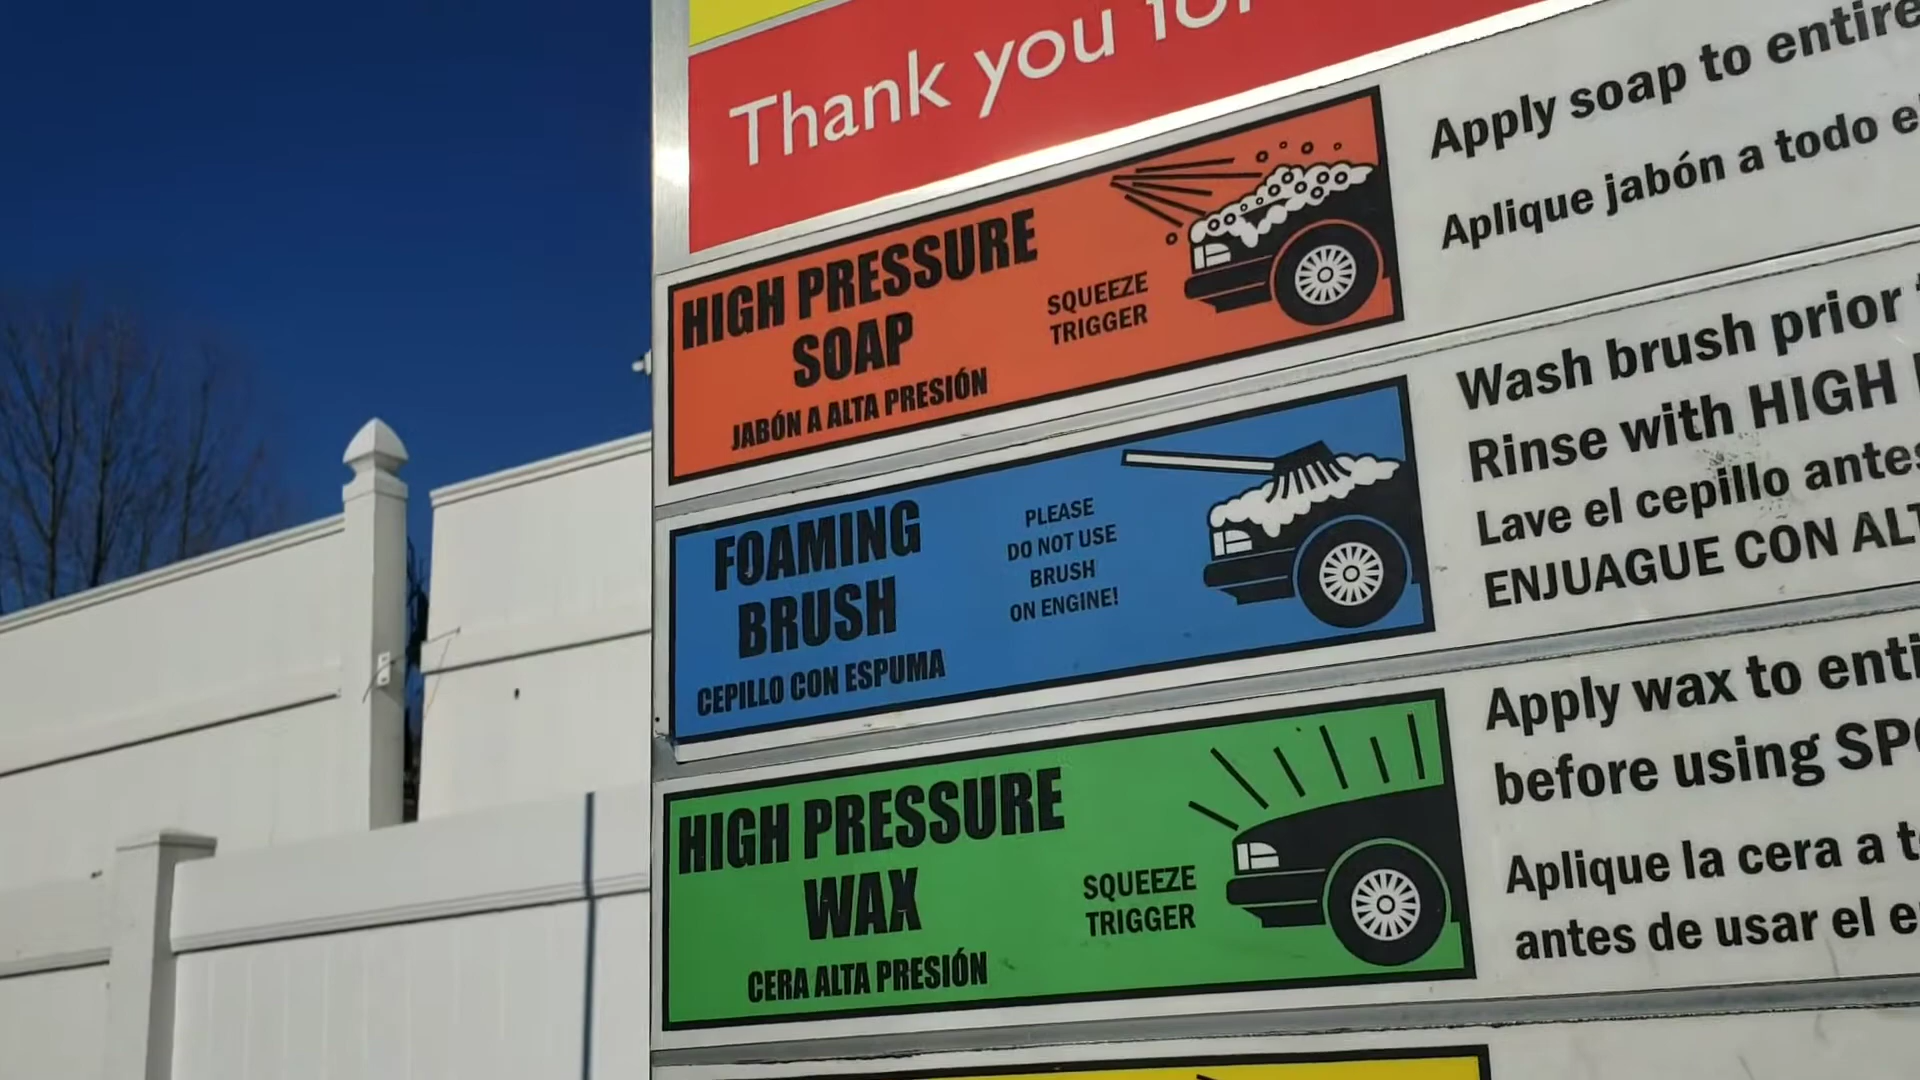 Thank you for
HIGH PRESSURE
SOAP
JABÓN A ALTA PRESIÓN
SQUEEZE
TRIGGER
Apply soap to entire
Aplique jabón a todo
FOAMING
BRUSH
CEPILLO CON ESPUMA
PLEASE
DO NOT USE
BRUSH
ON ENGINE!
Wash brush prior
Rinse with HIGH
Lave el cepillo antes
ENJUAGUE CON
HIGH PRESSURE
WAX
CERA ALTA PRESIÓN
SQUEEZE
TRIGGER
Apply wax to
before using
Aplique la cera a
antes de usar el